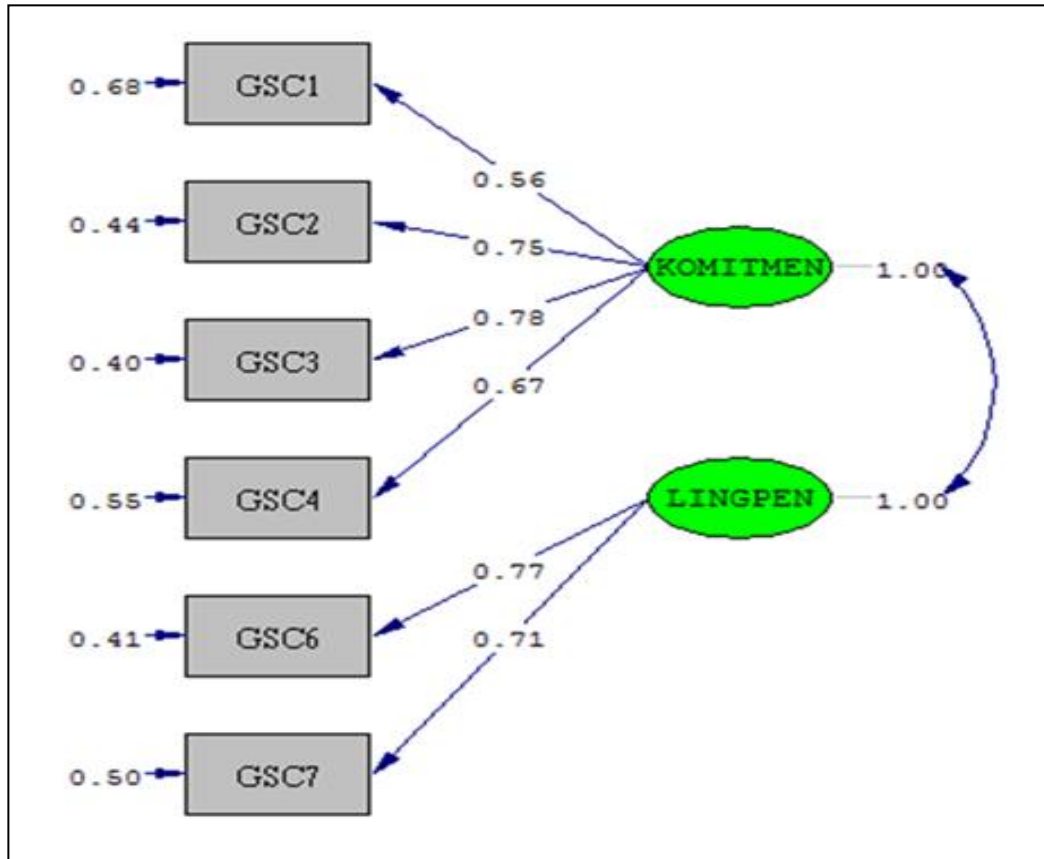 0.68 GSC1
0.56
0.44 GSC2
0.75
KOMITMEN 1.00
0.78
0.40 GSC3
0.67
0.55 GSC4
LINGPEN 1.00
0.77
0.41 GSC6
0.71
0.50 GSC7